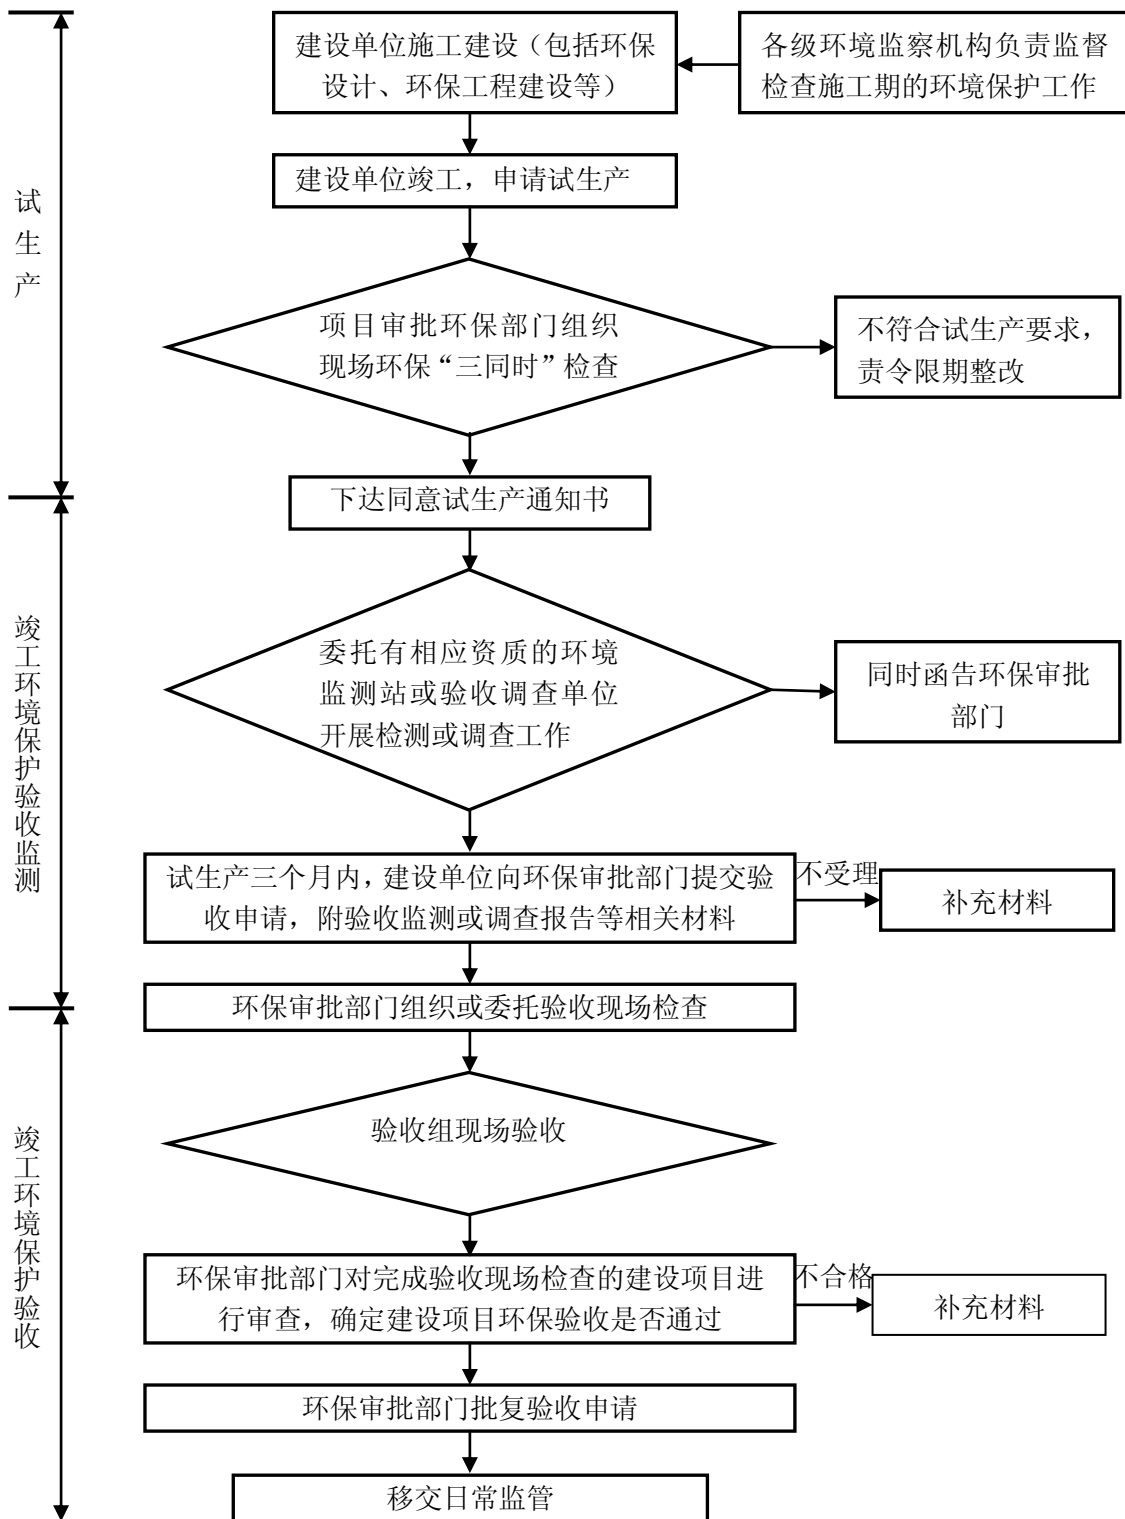 建设单位施工建设（包括环保
设计、环保工程建设等）
各级环境监察机构负责监督
检查施工期的环境保护工作
建设单位竣工，申请试生产
试生产
项目审批环保部门组织
现场环保“三同时”检查
不符合试生产要求，
责令限期整改
下达同意试生产通知书
竣工环境保护验收监测
委托有相应资质的环境
监测站或验收调查单位
开展检测或调查工作
同时函告环保审批
部门
试生产三个月内，建设单位向环保审批部门提交验
收申请，附验收监测或调查报告等相关材料
不受理
补充材料
环保审批部门组织或委托验收现场检查
竣工环境保护验收
验收组现场验收
环保审批部门对完成验收现场检查的建设项目进
行审查，确定建设项目环保验收是否通过
不合格
补充材料
环保审批部门批复验收申请
移交日常监管